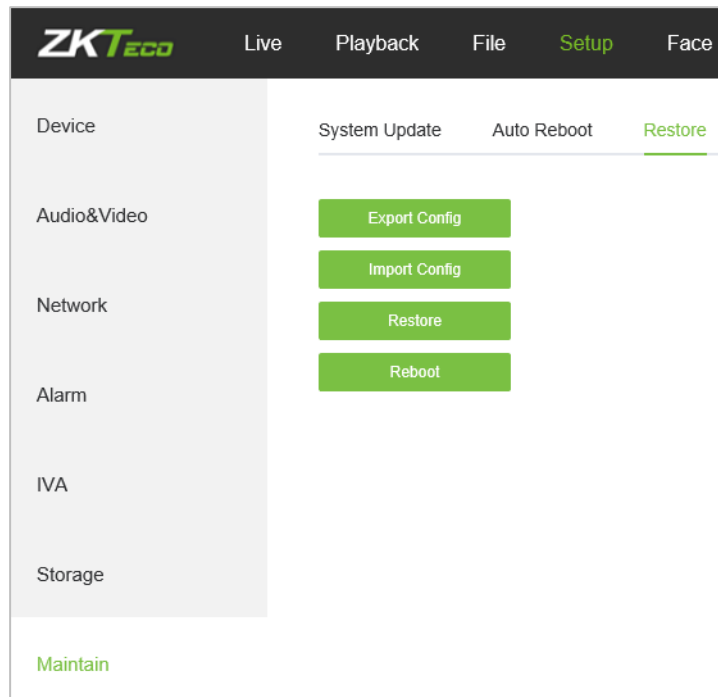 ZKTeco Live Playback File Setup Face
Device
System Update Auto Reboot Restore
Audio&Video
Export Config
Import Config
Network
Restore
Reboot
Alarm
IVA
Storage
Maintain